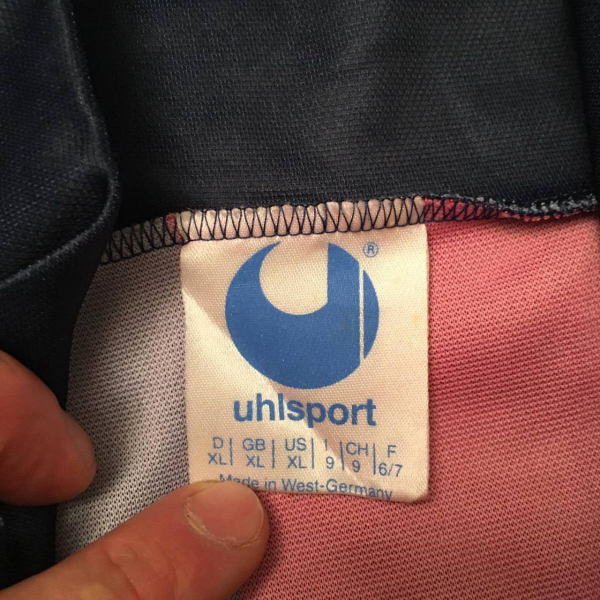 ®
uhlsport
D | GB | US | I | CH | F
XL | XL | XL | 9 | 9 | 6/7
Made in West-Germany